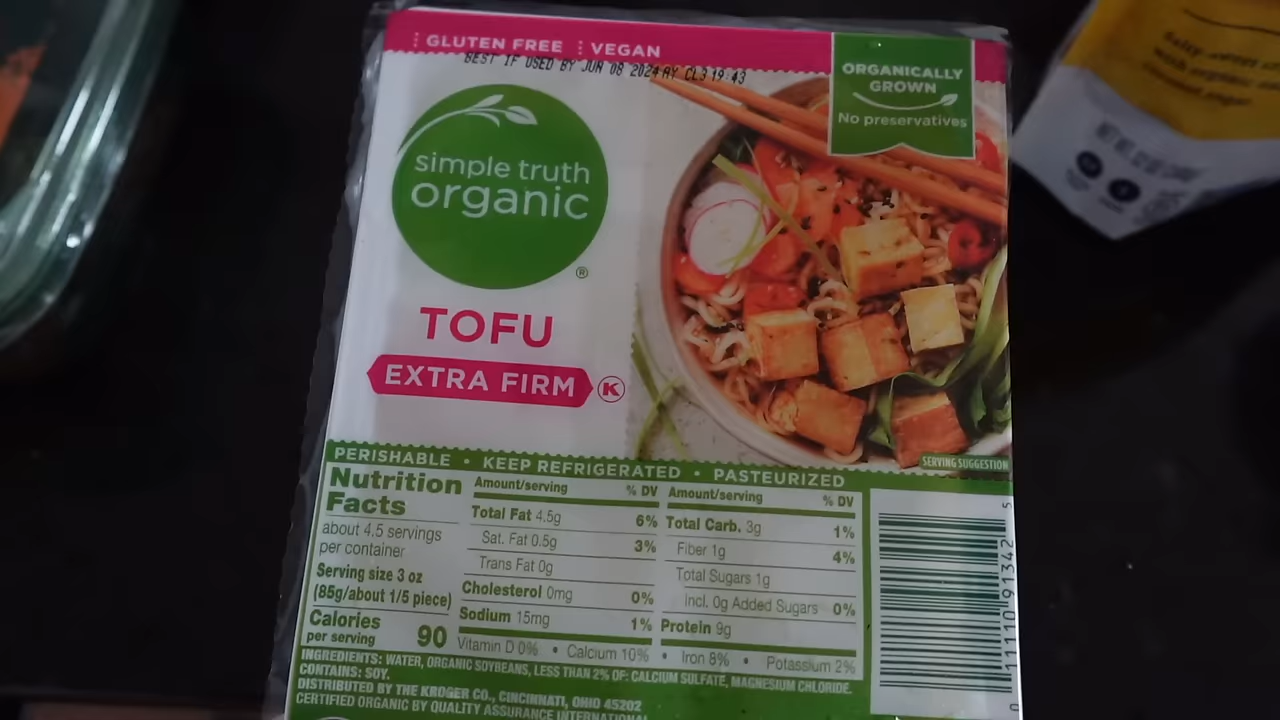 GLUTEN FREE VEGAN
BEST IF USED BY JUN 08 2024 AY CL3 19:43
ORGANICALLY
GROWN
No preservatives
simple truth
organic
®
TOFU
EXTRA FIRM K
SERVING SUGGESTION
PERISHABLE • KEEP REFRIGERATED • PASTEURIZED
Nutrition
Facts
about 4.5 servings
per container
Serving size 3 oz
(85g/about 1/5 piece)
Calories
per serving 90
Amount/serving % DV
Total Fat 4.5g 6%
Sat. Fat 0.5g 3%
Trans Fat 0g
Cholesterol 0mg 0%
Sodium 15mg 1%
Amount/serving % DV
Total Carb. 3g 1%
Fiber 1g 4%
Total Sugars 1g
Incl. 0g Added Sugars 0%
Protein 9g
Vitamin D 0% • Calcium 10% • Iron 8% • Potassium 2%
INGREDIENTS: WATER, ORGANIC SOYBEANS, LESS THAN 2% OF: CALCIUM SULFATE, MAGNESIUM CHLORIDE.
CONTAINS: SOY.
DISTRIBUTED BY THE KROGER CO., CINCINNATI, OHIO 45202
CERTIFIED ORGANIC BY QUALITY ASSURANCE INTERNATIONAL
0 11110 91342 5
NET WT.